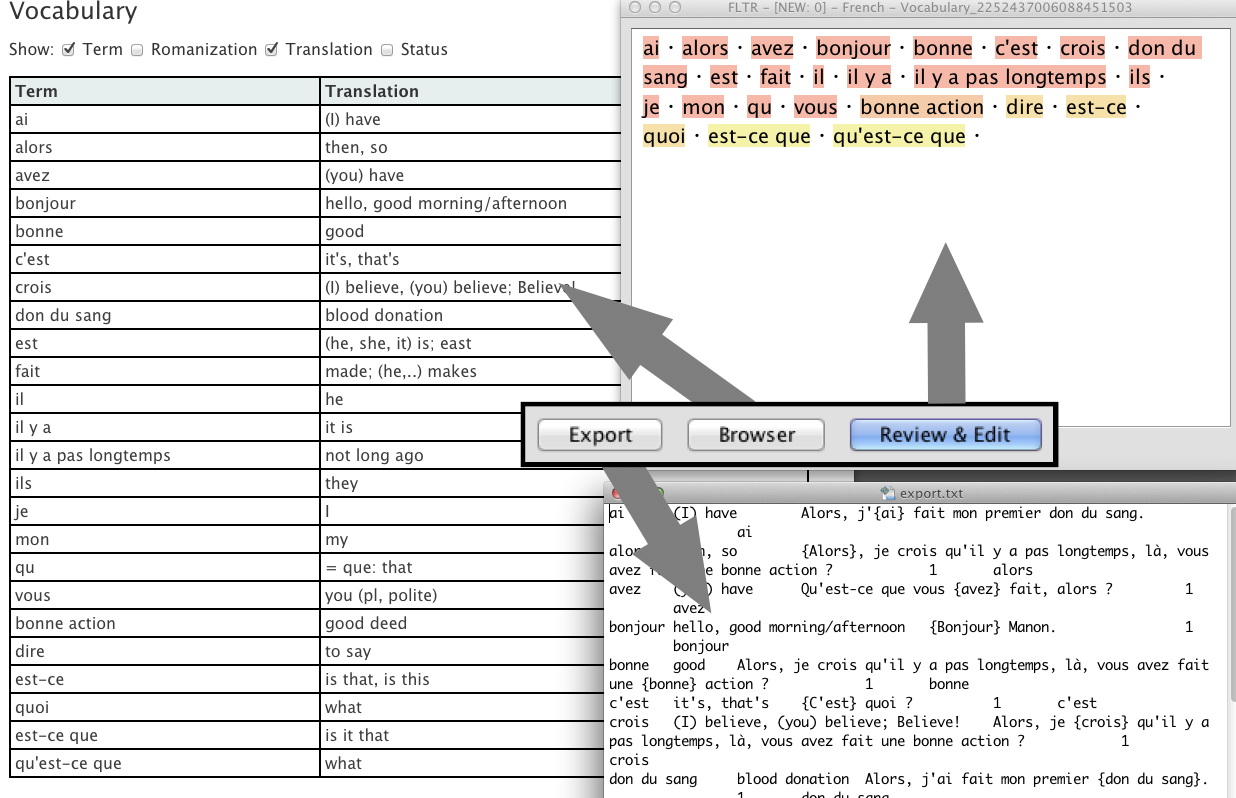 Vocabulary
Show: Term Romanization Translation Status
Term Translation
ai (I) have
alors then, so
avez (you) have
bonjour hello, good morning/afternoon
bonne good
c'est it's, that's
crois (I) believe, (you) believe; Believe!
don du sang blood donation
est (he, she, it) is; east
fait made; (he,..) makes
il he
il y a it is
il y a pas longtemps not long ago
ils they
je I
mon my
qu = que: that
vous you (pl, polite)
bonne action good deed
dire to say
est-ce is that, is this
quoi what
est-ce que is it that
qu'est-ce que what
FLTR - [NEW: 0] - French - Vocabulary_2252437006088451503
ai · alors · avez · bonjour · bonne · c'est · crois · don du
sang · est · fait · il · il y a · il y a pas longtemps · ils ·
je · mon · qu · vous · bonne action · dire · est-ce ·
quoi · est-ce que · qu'est-ce que ·
Export Browser Review & Edit
export.txt
ai (I) have Alors, j'{ai} fait mon premier don du sang.
ai
so {Alors}, je crois qu'il y a pas longtemps, là, vous
avez bonne action ? 1 alors
avez have Qu'est-ce que vous {avez} fait, alors ? 1
avez
bonjour hello, good morning/afternoon {Bonjour} Manon. 1
bonjour
bonne good Alors, je crois qu'il y a pas longtemps, là, vous avez fait
une {bonne} action ? 1 bonne
c'est it's, that's {C'est} quoi ? 1 c'est
crois (I) believe, (you) believe; Believe! Alors, je {crois} qu'il y a
pas longtemps, là, vous avez fait une bonne action ? 1
crois
don du sang blood donation Alors, j'ai fait mon premier {don du sang}.
1 don du sang